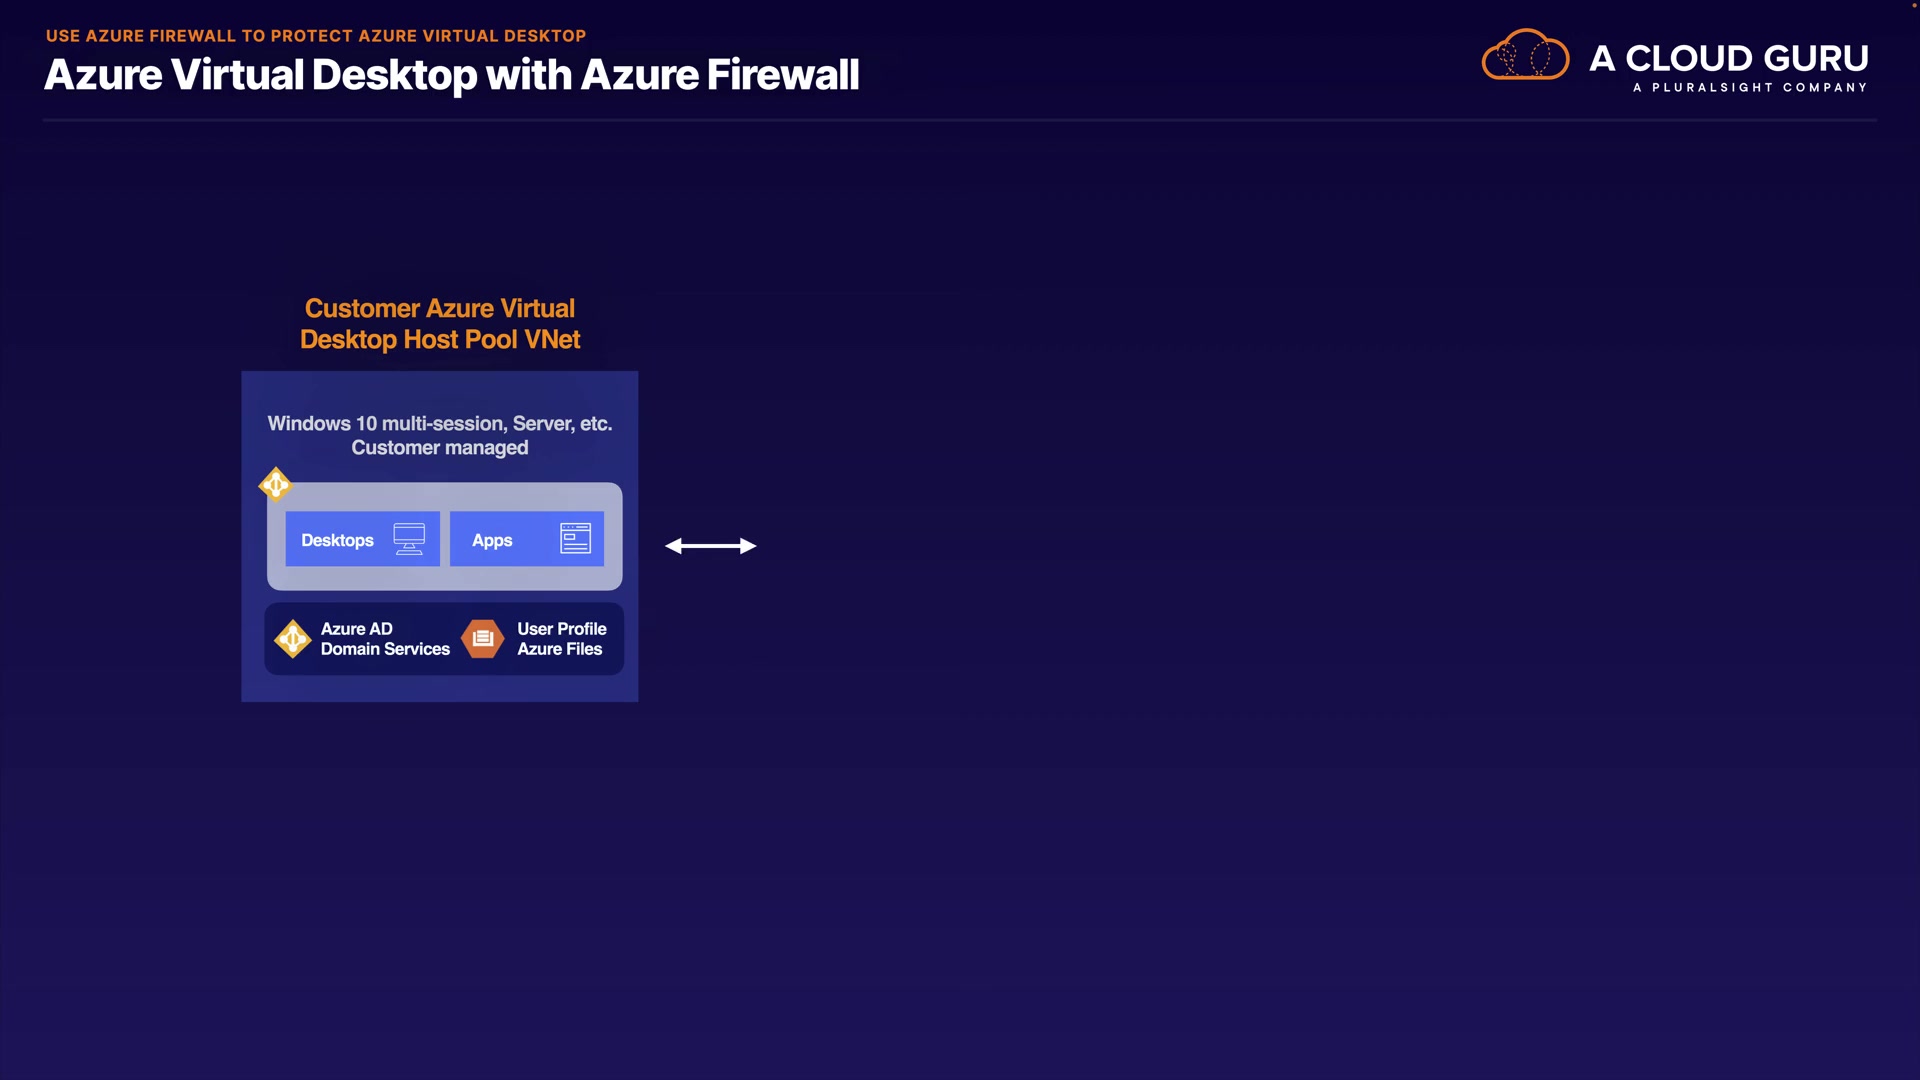 USE AZURE FIREWALL TO PROTECT AZURE VIRTUAL DESKTOP
Azure Virtual Desktop with Azure Firewall
A CLOUD GURU
A PLURALSIGHT COMPANY
Customer Azure Virtual
Desktop Host Pool VNet
Windows 10 multi-session, Server, etc.
Customer managed
Desktops
Apps
Azure AD
Domain Services
User Profile
Azure Files